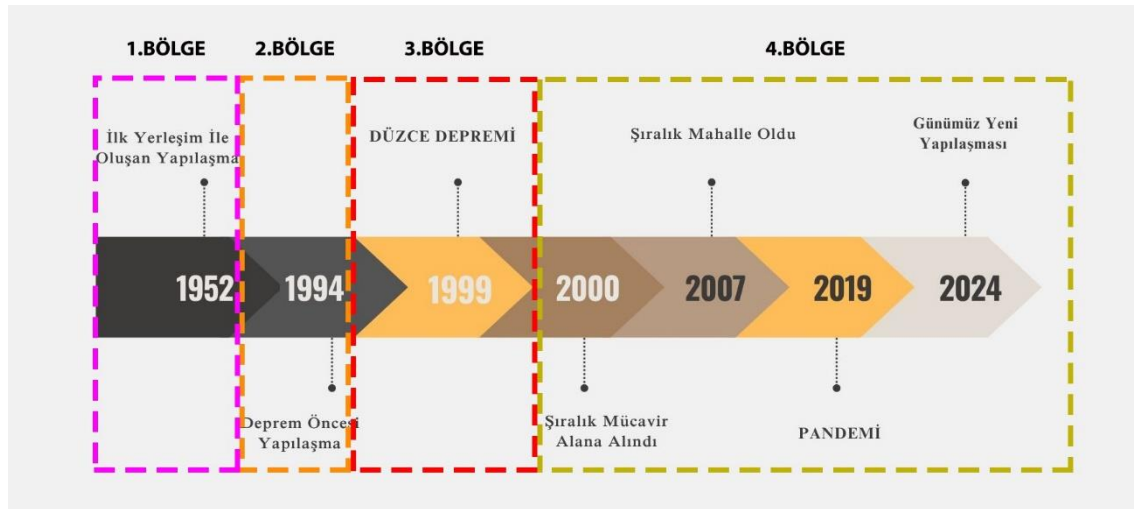 1.BÖLGE
2.BÖLGE
3.BÖLGE
4.BÖLGE
İlk Yerleşim İle
Oluşan Yapılaşma
DÜZCE DEPREMİ
Şıralık Mahalle Oldu
Günümüz Yeni
Yapılaşması
1952
1994
1999
2000
2007
2019
2024
Deprem Öncesi
Yapılaşma
Şıralık Mücavir
Alana Alındı
PANDEMİ